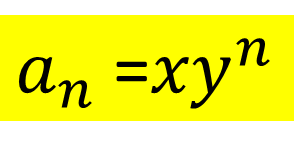 aₙ =xyⁿ